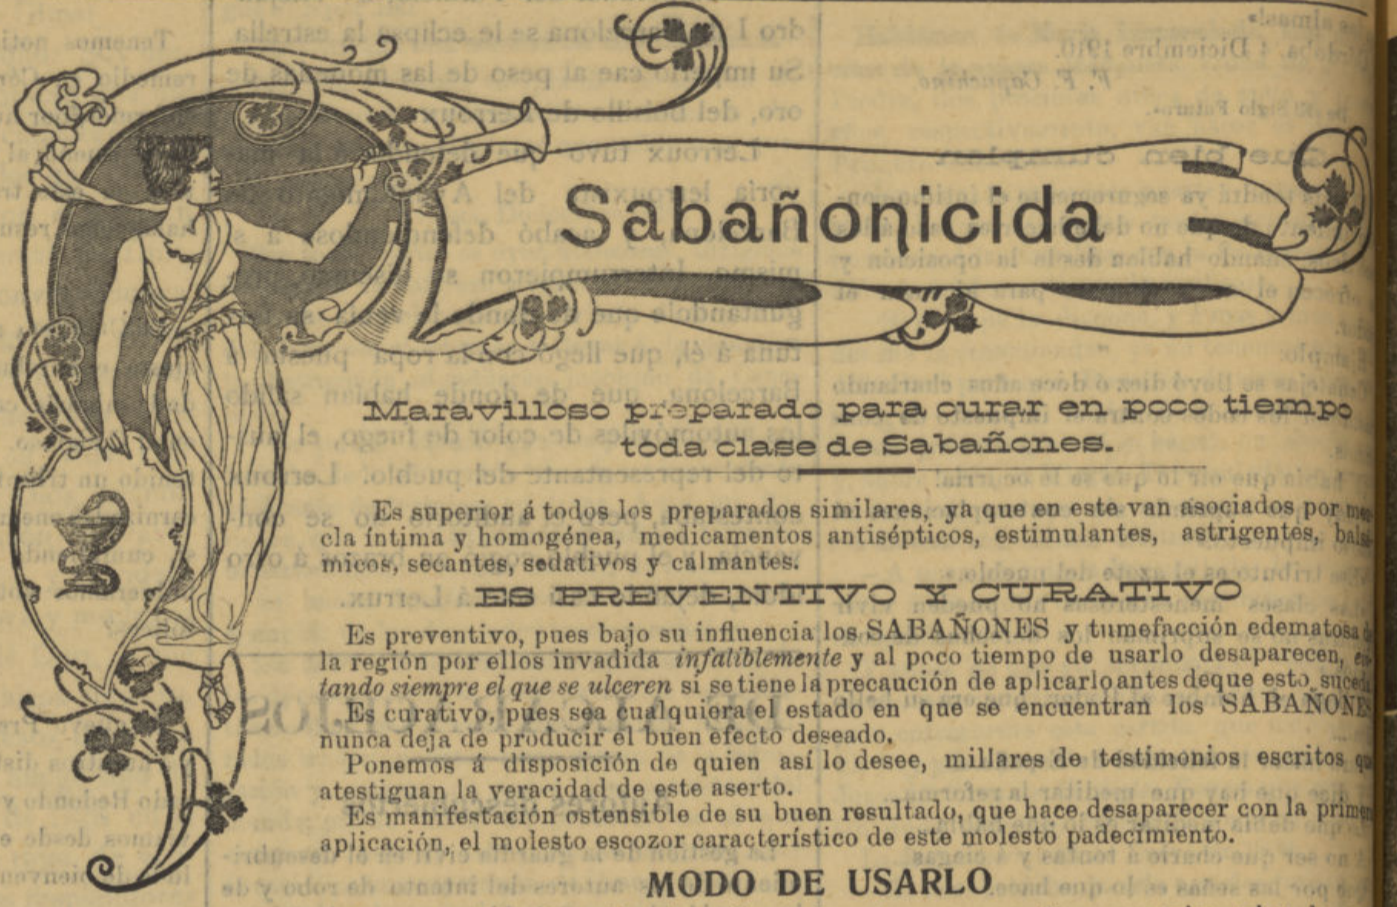 Sabañonicida
Maravilloso preparado para curar en poco tiempo
toda clase de Sabañones.
Es superior á todos los preparados similares, ya que en este van asociados por
cla íntima y homogénea, medicamentos antisépticos, estimulantes, astrigentes,
micos, secantes, sedativos y calmantes.
ES PREVENTIVO Y CURATIVO
Es preventivo, pues bajo su influencia los SABAÑONES y tumefacción edematosa
la región por ellos invadida infaliblemente y al poco tiempo de usarlo desaparecen,
tando siempre el que se ulceren si se tiene la precaución de aplicarlo antes de que esto
Es curativo, pues sea cualquiera el estado en que se encuentran los SABAÑONES
nunca deja de producir el buen efecto deseado.
Ponemos á disposición de quien así lo desee, millares de testimonios escritos
atestiguan la veracidad de este aserto.
Es manifestación ostensible de su buen resultado, que hace desaparecer con la
aplicación, el molesto escozor característico de este molesto padecimiento.
MODO DE USARLO